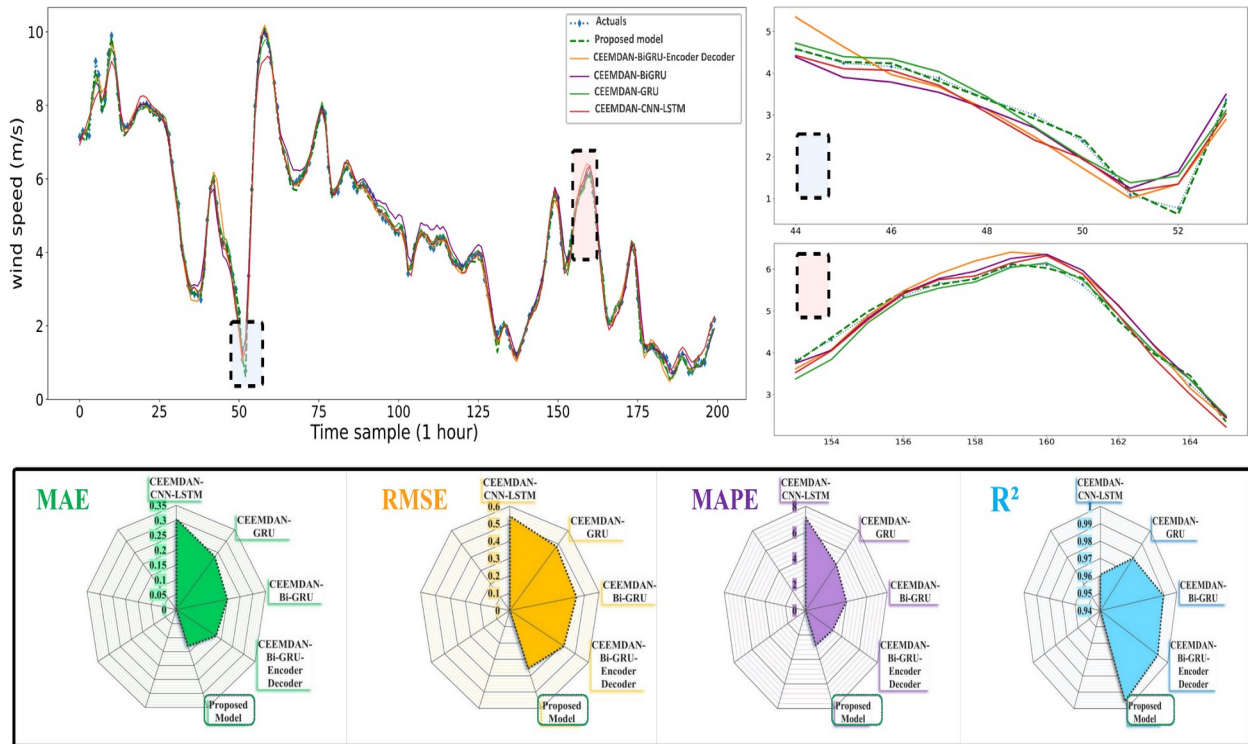 wind speed (m/s)
10
8
6
4
2
0
0 25 50 75 100 125 150 175 200
Time sample (1 hour)
Actuals
Proposed model
CEEMDAN-BiGRU-Encoder Decoder
CEEMDAN-BiGRU
CEEMDAN-GRU
CEEMDAN-CNN-LSTM
5
4
3
2
1
44 46 48 50 52
6
5
4
3
154 156 158 160 162 164
MAE
CEEMDAN-
CNN-LSTM
0.35
0.3
0.25
0.2
0.15
0.1
0.05
0
CEEMDAN-
GRU
CEEMDAN-
Bi-GRU
CEEMDAN-
Bi-GRU-
Encoder
Decoder
Proposed
Model
RMSE
CEEMDAN-
CNN-LSTM
0.6
0.5
0.4
0.3
0.2
0.1
0
CEEMDAN-
GRU
CEEMDAN-
Bi-GRU
CEEMDAN-
Bi-GRU-
Encoder
Decoder
Proposed
Model
MAPE
CEEMDAN-
CNN-LSTM
8
6
4
2
0
CEEMDAN-
GRU
CEEMDAN-
Bi-GRU
CEEMDAN-
Bi-GRU-
Encoder
Decoder
Proposed
Model
R²
CEEMDAN-
CNN-LSTM
1
0.99
0.98
0.97
0.96
0.95
0.94
CEEMDAN-
GRU
CEEMDAN-
Bi-GRU
CEEMDAN-
Bi-GRU-
Encoder
Decoder
Proposed
Model